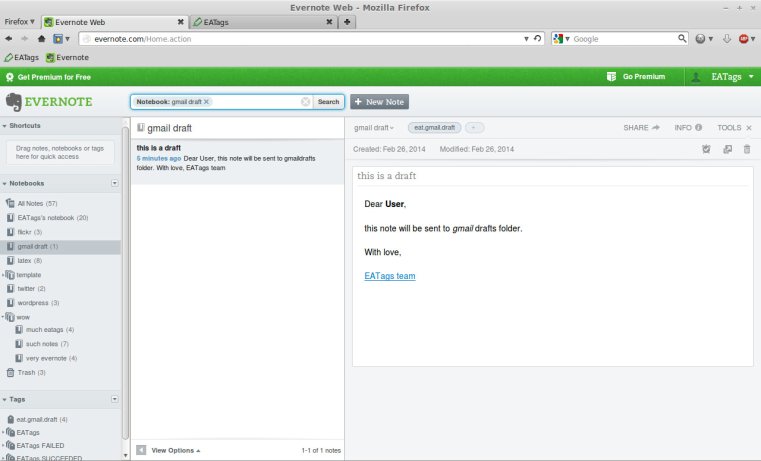 Evernote Web - Mozilla Firefox
Firefox
Evernote Web
EATags
evernote.com/Home.action
Google
ABP
EATags
Evernote
Get Premium for Free
Go Premium
EATags
EVERNOTE
Notebook: gmail draft
Search
+ New Note
Shortcuts
Drag notes, notebooks or tags
here for quick access
Notebooks
All Notes (57)
EATags's notebook (20)
flickr (3)
gmail draft (1)
latex (8)
template
twitter (2)
wordpress (3)
wow
much eatags (4)
such notes (7)
very evernote (4)
Trash (3)
Tags
eat.gmail.draft (4)
EATags
EATags FAILED
EATags SUCCEEDED
gmail draft
this is a draft
5 minutes ago Dear User, this note will be sent to gmaildrafts
folder. With love, EATags team
View Options
1-1 of 1 notes
gmail draft
eat.gmail.draft
+
SHARE
INFO
TOOLS
Created: Feb 26, 2014
Modified: Feb 26, 2014
this is a draft
Dear User,
this note will be sent to gmail drafts folder.
With love,
EATags team